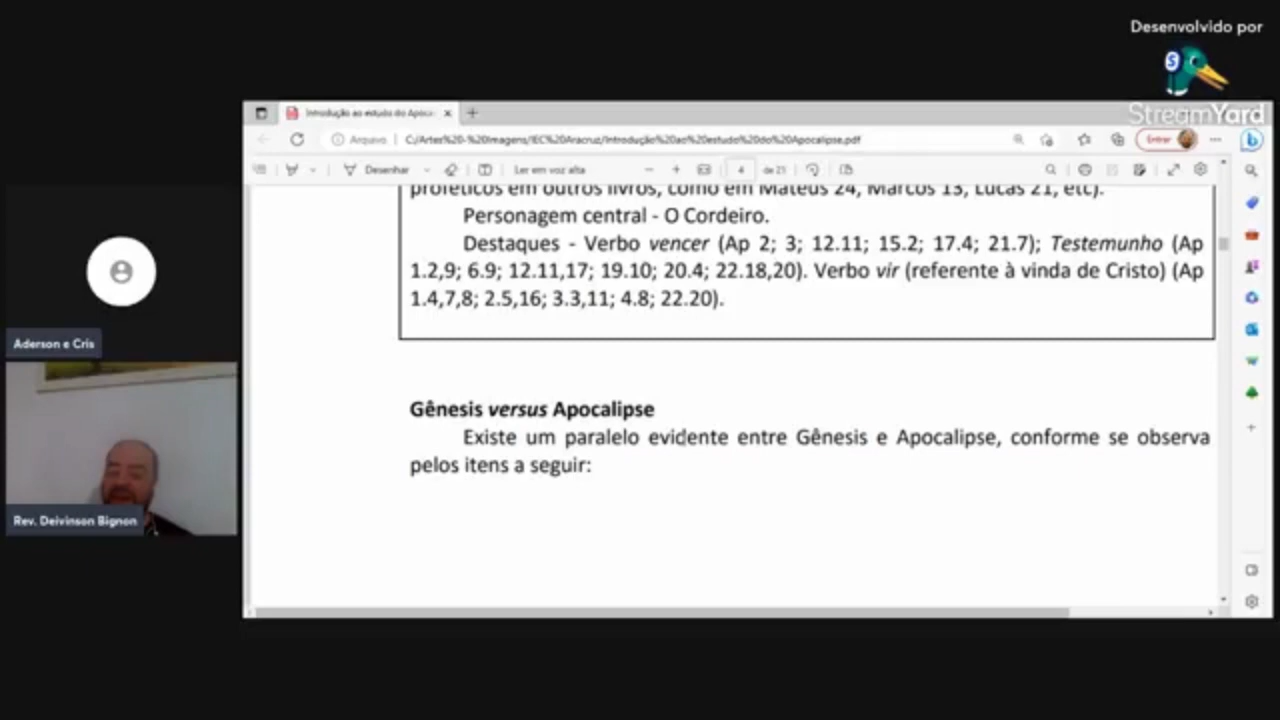 Desenvolvido por
S
StreamYard
Introdução ao estudo do Apoca
Arquivo
C:/Artes%20-%20Imagens/IEC%20Aracruz/Introdução%20ao%20estudo%20do%20Apocalipse.pdf
Entrar
Desenhar
Ler em voz alta
4
de 21
proféticos em outros livros, como em Mateus 24, Marcos 13, Lucas 21, etc).
Personagem central - O Cordeiro.
Destaques - Verbo vencer (Ap 2; 3; 12.11; 15.2; 17.4; 21.7); Testemunho (Ap
1.2,9; 6.9; 12.11,17; 19.10; 20.4; 22.18,20). Verbo vir (referente à vinda de Cristo) (Ap
1.4,7,8; 2.5,16; 3.3,11; 4.8; 22.20).
Gênesis versus Apocalipse
Existe um paralelo evidente entre Gênesis e Apocalipse, conforme se observa
pelos itens a seguir:
Aderson e Cris
Rev. Deivinson Bignon